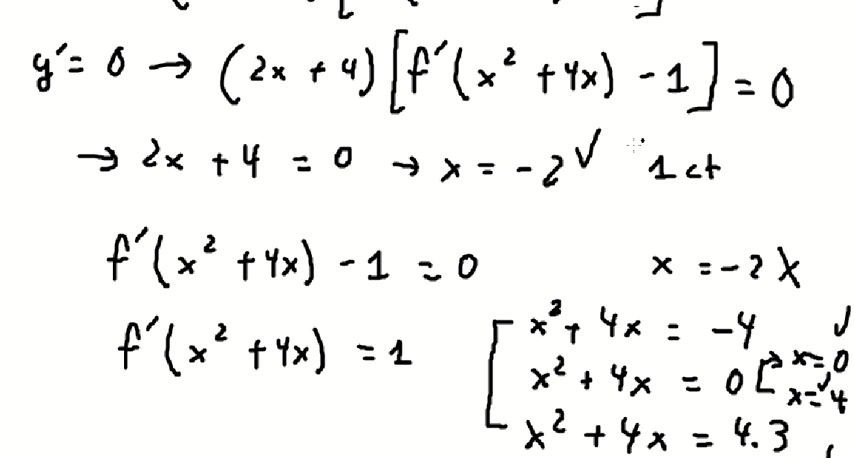 y' = 0 → (2x + 4) [f'(x² + 4x) - 1] = 0
→ 2x + 4 = 0 → x = -2 ✓ 1 ct
f'(x² + 4x) - 1 = 0
x = -2
f'(x² + 4x) = 1
x² + 4x = -4 ✓
x² + 4x = 0 [→ x = 0
x = 4
x² + 4x = 4.3